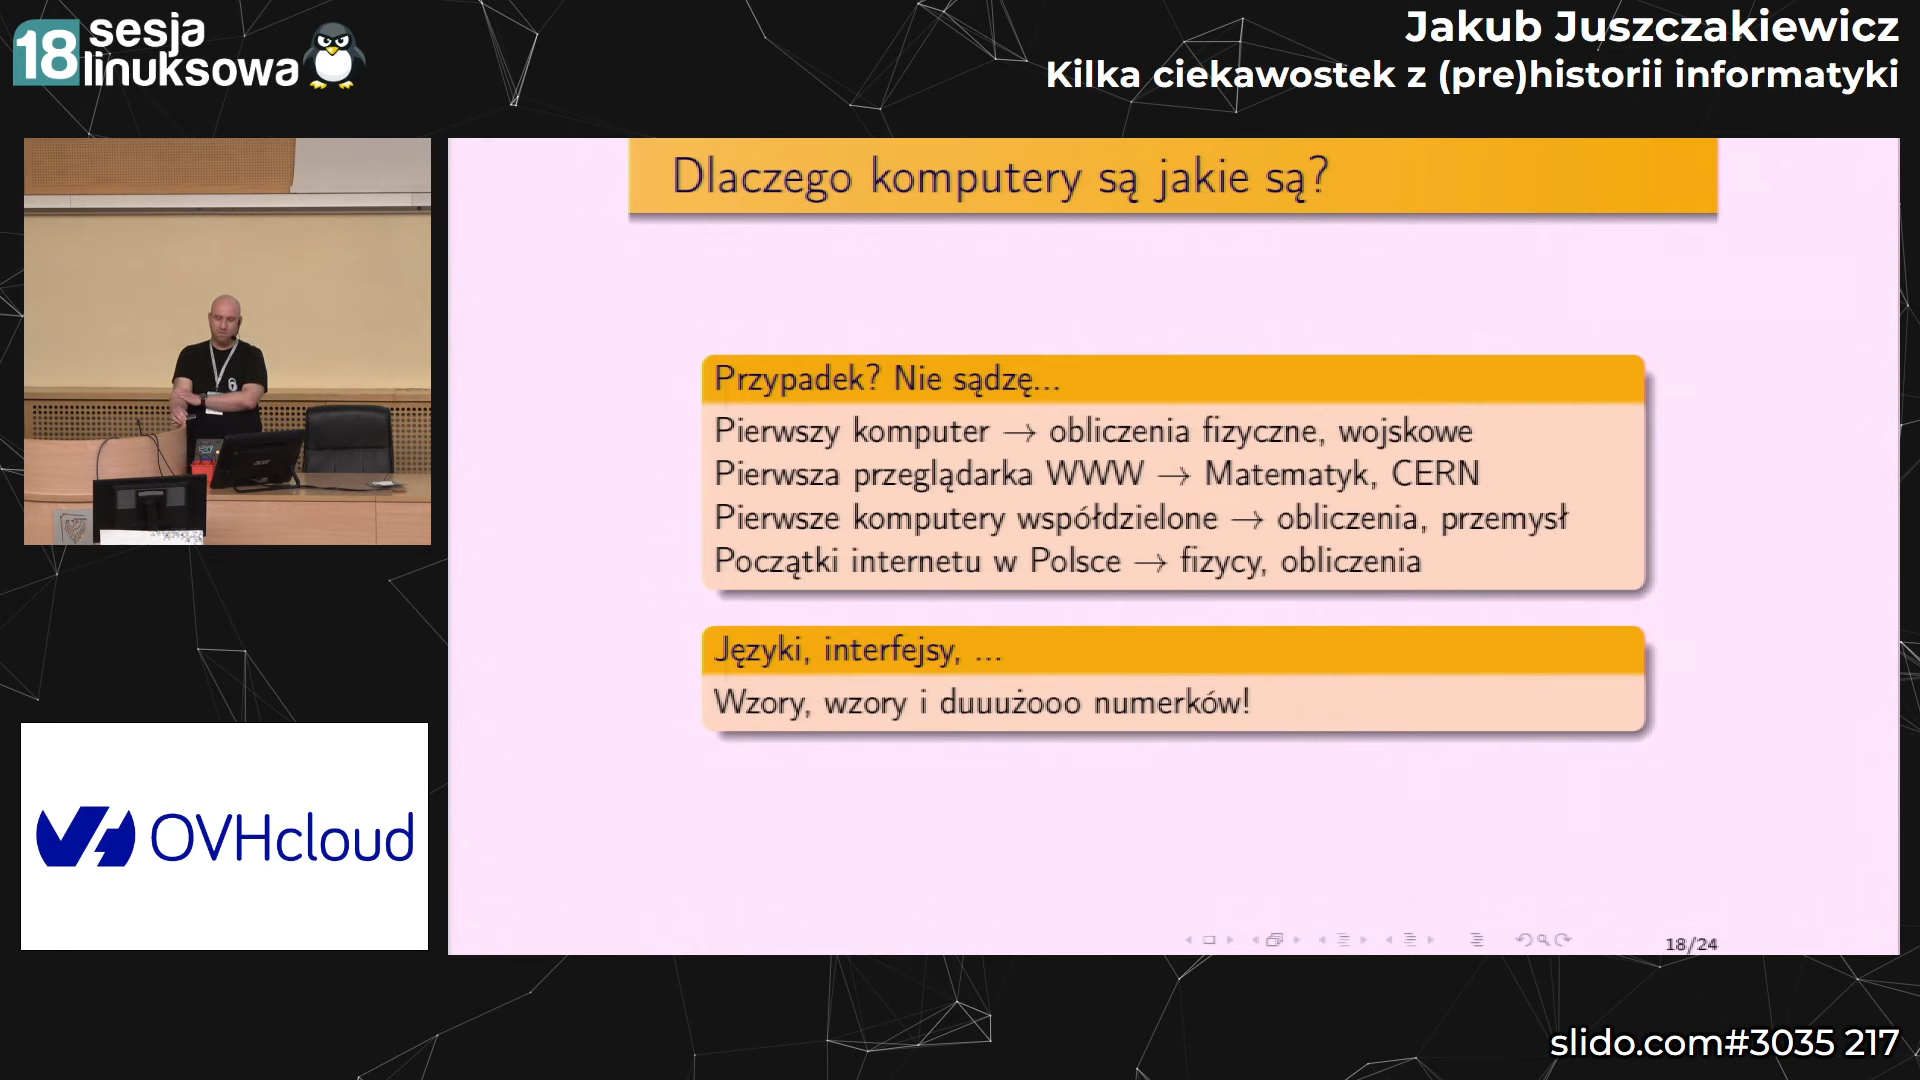 18 sesja
linuksowa
Jakub Juszczakiewicz
Kilka ciekawostek z (pre)historii informatyki
Dlaczego komputery są jakie są?
Przypadek? Nie sądzę...
Pierwszy komputer → obliczenia fizyczne, wojskowe
Pierwsza przeglądarka WWW → Matematyk, CERN
Pierwsze komputery współdzielone → obliczenia, przemysł
Początki internetu w Polsce → fizycy, obliczenia
Języki, interfejsy, ...
Wzory, wzory i duuużooo numerków!
18/24
acer
OVHcloud
slido.com#3035 217